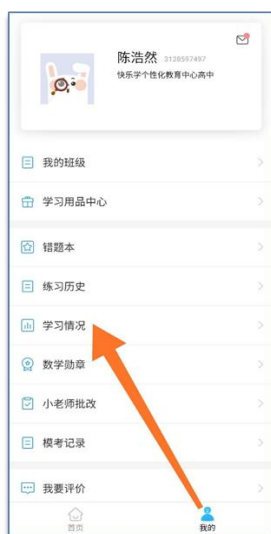 陈浩然 3128597497
快乐学个性化教育中心高中
我的班级
学习用品中心
错题本
练习历史
学习情况
数学勋章
小老师批改
模考记录
我要评价
首页
我的